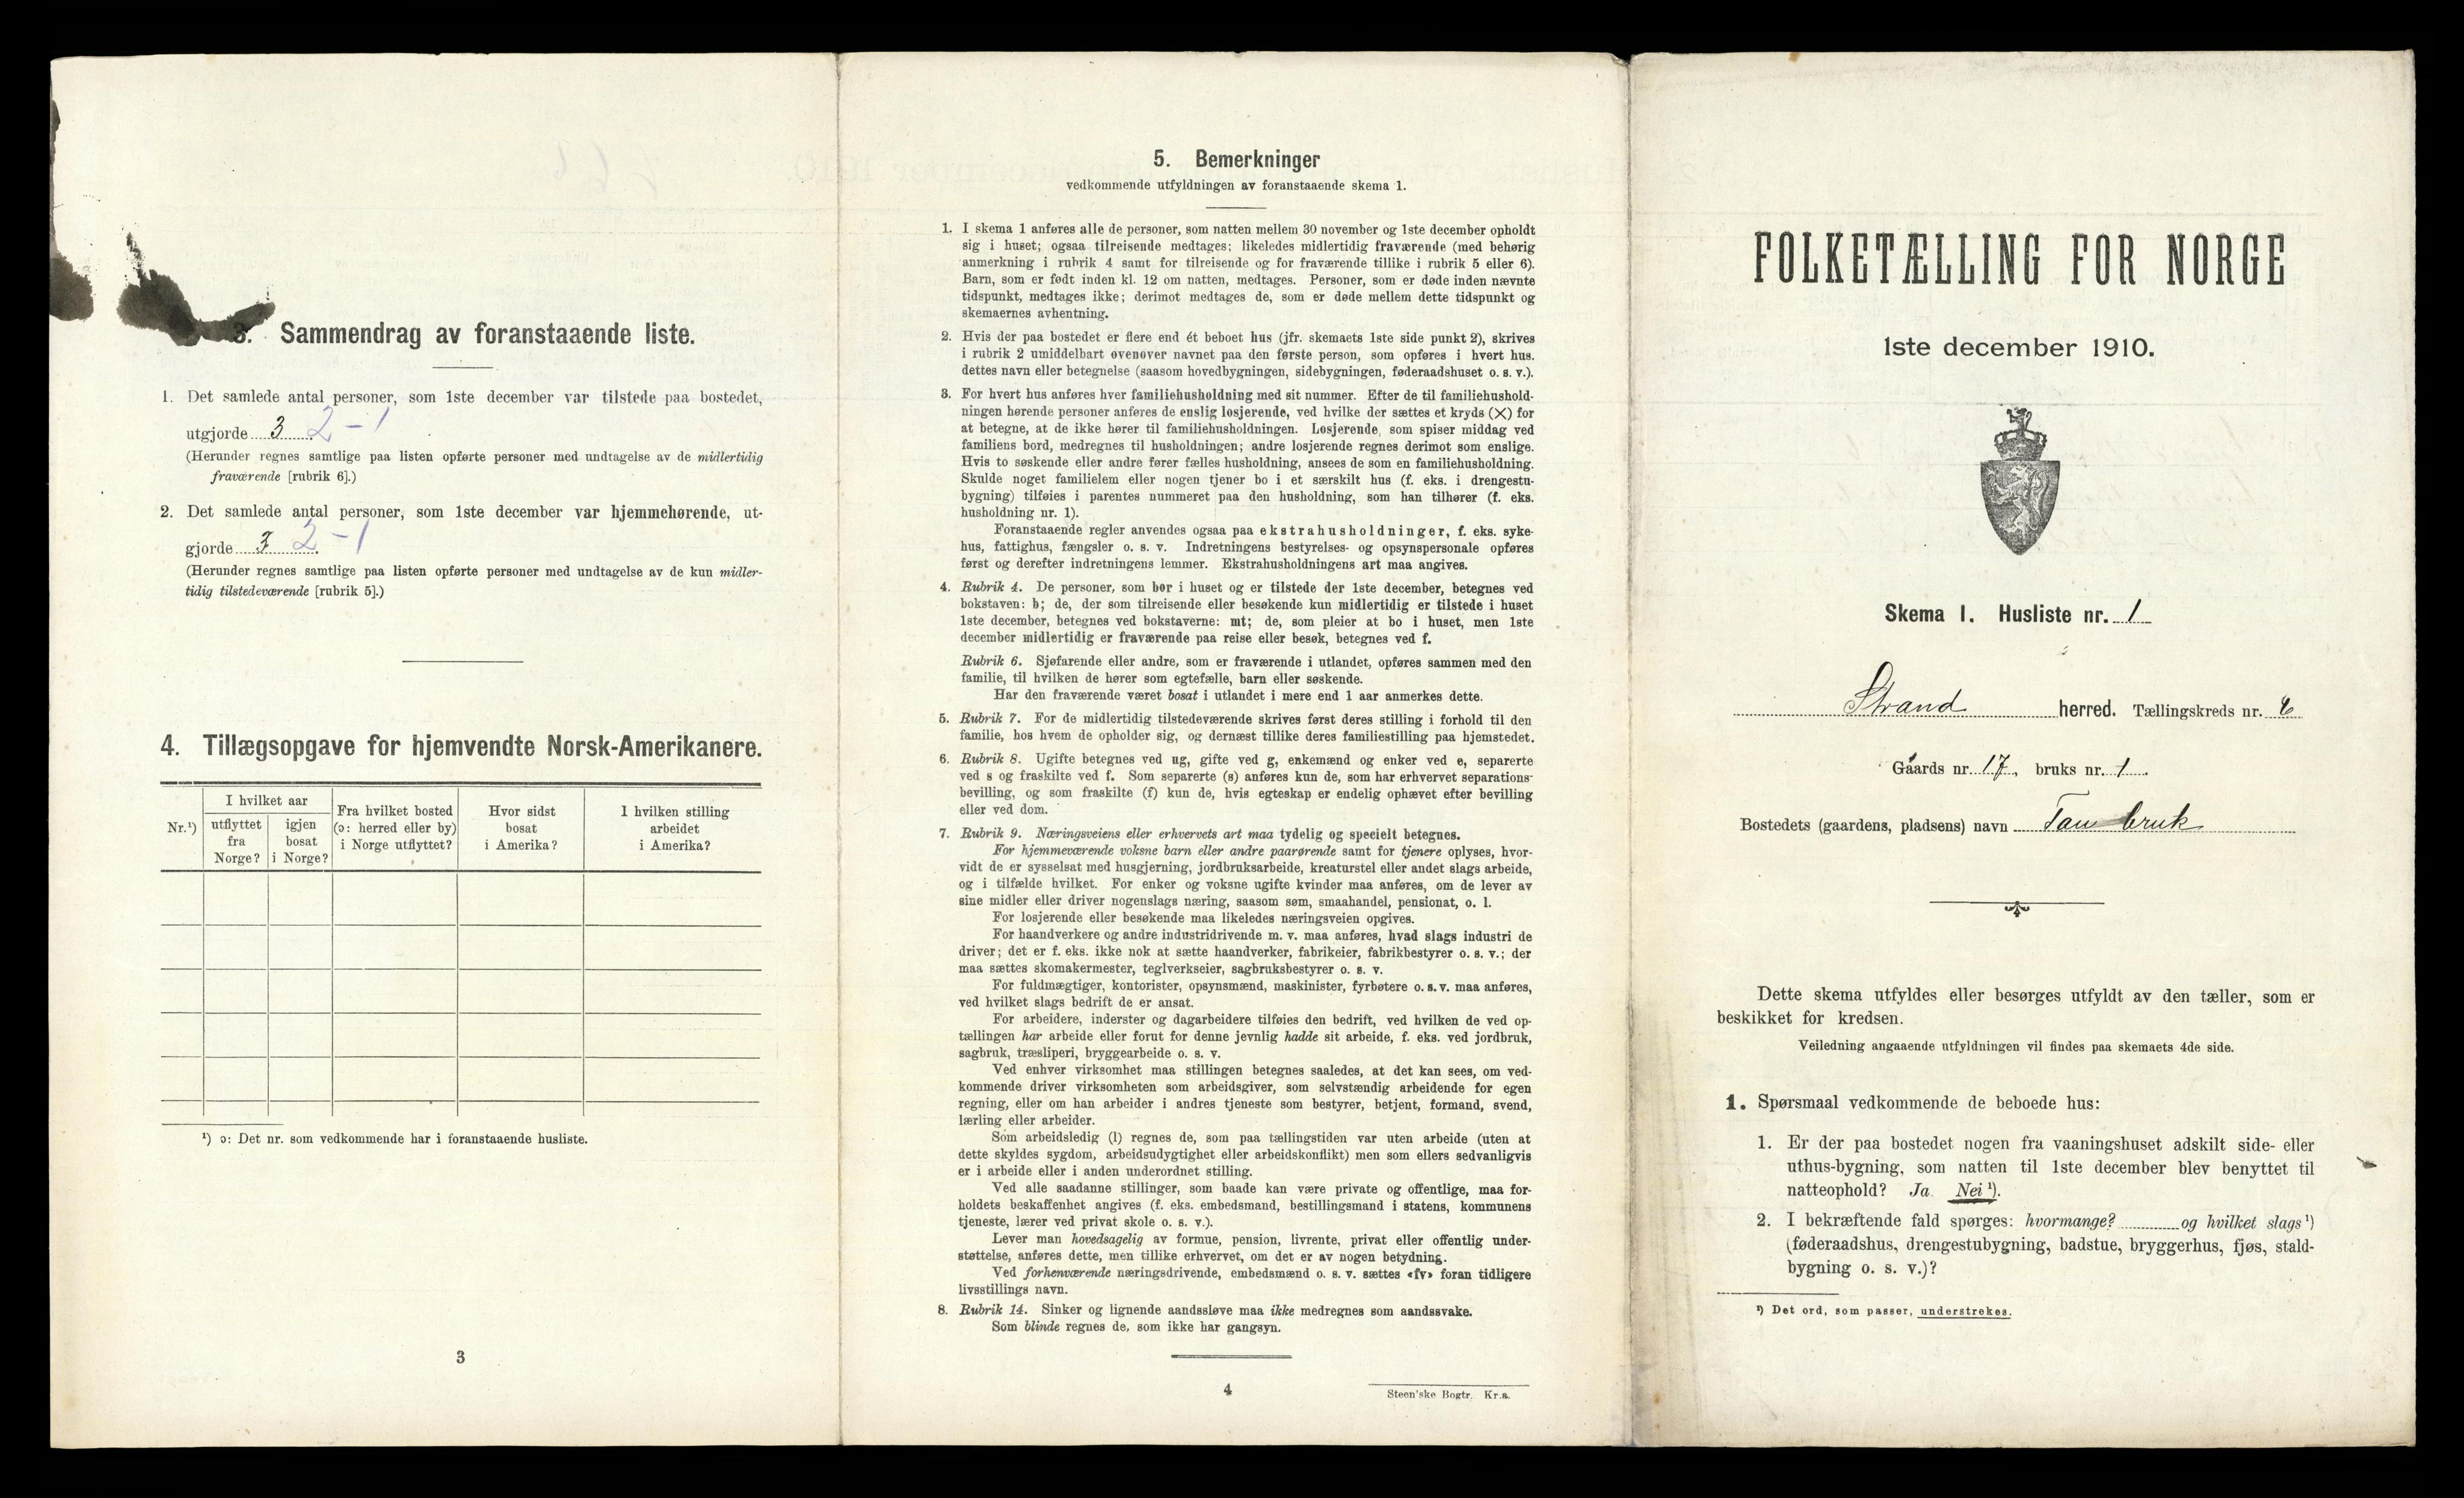 3. Sammendrag av foranstaaende liste.
1. Det samlede antal personer, som 1ste december var tilstede paa bostedet,
utgjorde 3 2 - 1
(Herunder regnes samtlige paa listen opførte personer med undtagelse av de midlertidig
fraværende [rubrik 6].)
2. Det samlede antal personer, som 1ste december var hjemmehørende, ut-
gjorde 3 2 - 1
(Herunder regnes samtlige paa listen opførte personer med undtagelse av de kun midler-
tidig tilstedeværende [rubrik 5].)
4. Tillægsopgave for hjemvendte Norsk-Amerikanere.
Nr.¹)
I hvilket aar
utflyttet
fra
Norge?
igjen
bosat
i Norge?
Fra hvilket bosted
(ɔ: herred eller by)
i Norge utflyttet?
Hvor sidst
bosat
i Amerika?
I hvilken stilling
arbeidet
i Amerika?
¹) ɔ: Det nr. som vedkommende har i foranstaaende husliste.
3
5. Bemerkninger
vedkommende utfyldningen av foranstaaende skema 1.
1. I skema 1 anføres alle de personer, som natten mellem 30 november og 1ste december opholdt
sig i huset; ogsaa tilreisende medtages; likeledes midlertidig fraværende (med behørig
anmerkning i rubrik 4 samt for tilreisende og for fraværende tillike i rubrik 5 eller 6).
Barn, som er født inden kl. 12 om natten, medtages. Personer, som er døde inden nævnte
tidspunkt, medtages ikke; derimot medtages de, som er døde mellem dette tidspunkt og
skemaernes avhentning.
2. Hvis der paa bostedet er flere end ét beboet hus (jfr. skemaets 1ste side punkt 2), skrives
i rubrik 2 umiddelbart ovenover navnet paa den første person, som opføres i hvert hus.
dettes navn eller betegnelse (saasom hovedbygningen, sidebygningen, føderaadshuset o. s. v.).
3. For hvert hus anføres hver familiehusholdning med sit nummer. Efter de til familiehushold-
ningen hørende personer anføres de enslig losjerende, ved hvilke der sættes et kryds (X) for
at betegne, at de ikke hører til familiehusholdningen. Losjerende, som spiser middag ved
familiens bord, medregnes til husholdningen; andre losjerende regnes derimot som enslige.
Hvis to søskende eller andre fører fælles husholdning, ansees de som en familiehusholdning.
Skulde noget familielem eller nogen tjener bo i et særskilt hus (f. eks. i drengestu-
bygning) tilføies i parentes nummeret paa den husholdning, som han tilhører (f. eks.
husholdning nr. 1).
Foranstaaende regler anvendes ogsaa paa ekstrahusholdninger, f. eks. syke-
hus, fattighus, fængsler o. s. v. Indretningens bestyrelses- og opsynspersonale opføres
først og derefter indretningens lemmer. Ekstrahusholdningens art maa angives.
4. Rubrik 4. De personer, som bor i huset og er tilstede der 1ste december, betegnes ved
bokstaven: b; de, der som tilreisende eller besøkende kun midlertidig er tilstede i huset
1ste december, betegnes ved bokstaverne: mt; de, som pleier at bo i huset, men 1ste
december midlertidig er fraværende paa reise eller besøk, betegnes ved f.
Rubrik 6. Sjøfarende eller andre, som er fraværende i utlandet, opføres sammen med den
familie, til hvilken de hører som egtefælle, barn eller søskende.
Har den fraværende været bosat i utlandet i mere end 1 aar anmerkes dette.
5. Rubrik 7. For de midlertidig tilstedeværende skrives først deres stilling i forhold til den
familie, hos hvem de opholder sig, og dernæst tillike deres familiestilling paa hjemstedet.
6. Rubrik 8. Ugifte betegnes ved ug, gifte ved g, enkemænd og enker ved e, separerte
ved s og fraskilte ved f. Som separerte (s) anføres kun de, som har erhvervet separations-
bevilling, og som fraskilte (f) kun de, hvis egteskap er endelig ophævet efter bevilling
eller ved dom.
7. Rubrik 9. Næringsveiens eller erhvervets art maa tydelig og specielt betegnes.
For hjemmeværende voksne barn eller andre paarørende samt for tjenere oplyses, hvor-
vidt de er sysselsat med husgjerning, jordbruksarbeide, kreaturstel eller andet slags arbeide,
og i tilfælde hvilket. For enker og voksne ugifte kvinder maa anføres, om de lever av
sine midler eller driver nogenslags næring, saasom søm, smaahandel, pensionat, o. l.
For losjerende eller besøkende maa likeledes næringsveien opgives.
For haandverkere og andre industridrivende m. v. maa anføres, hvad slags industri de
driver; det er f. eks. ikke nok at sætte haandverker, fabrikeier, fabrikbestyrer o. s. v.; der
maa sættes skomakermester, teglverkseier, sagbruksbestyrer o. s. v.
For fuldmægtiger, kontorister, opsynsmænd, maskinister, fyrbøtere o. s. v. maa anføres,
ved hvilket slags bedrift de er ansat.
For arbeidere, inderster og dagarbeidere tilføies den bedrift, ved hvilken de ved op-
tællingen har arbeide eller forut for denne jevnlig hadde sit arbeide, f. eks. ved jordbruk,
sagbruk, træsliperi, bryggearbeide o. s. v.
Ved enhver virksomhet maa stillingen betegnes saaledes, at det kan sees, om ved-
kommende driver virksomheten som arbeidsgiver, som selvstændig arbeidende for egen
regning, eller om han arbeider i andres tjeneste som bestyrer, betjent, formand, svend,
lærling eller arbeider.
Som arbeidsledig (l) regnes de, som paa tællingstiden var uten arbeide (uten at
dette skyldes sygdom, arbeidsudygtighet eller arbeidskonflikt) men som ellers sedvanligvis
er i arbeide eller i anden underordnet stilling.
Ved alle saadanne stillinger, som baade kan være private og offentlige, maa for-
holdets beskaffenhet angives (f. eks. embedsmand, bestillingsmand i statens, kommunens
tjeneste, lærer ved privat skole o. s. v.).
Lever man hovedsagelig av formue, pension, livrente, privat eller offentlig under-
støttelse, anføres dette, men tillike erhvervet, om det er av nogen betydning.
Ved forhenværende næringsdrivende, embedsmænd o. s. v. sættes «fv» foran tidligere
livsstillings navn.
8. Rubrik 14. Sinker og lignende aandssløve maa ikke medregnes som aandssvake.
Som blinde regnes de, som ikke har gangsyn.
4
Steen'ske Bogtr. Kr.a.
FOLKETÆLLING FOR NORGE
1ste december 1910.
Skema 1. Husliste nr. 1
Strand herred. Tællingskreds nr. 6
Gaards nr. 17, bruks nr. 1.
Bostedets (gaardens, pladsens) navn Tau bruk
Dette skema utfyldes eller besørges utfyldt av den tæller, som er
beskikket for kredsen.
Veiledning angaaende utfyldningen vil findes paa skemaets 4de side.
1. Spørsmaal vedkommende de beboede hus:
1. Er der paa bostedet nogen fra vaaningshuset adskilt side- eller
uthus-bygning, som natten til 1ste december blev benyttet til
natteophold? Ja. Nei ¹).
2. I bekræftende fald spørges: hvormange? og hvilket slags ¹)
(føderaadshus, drengestubygning, badstue, bryggerhus, fjøs, stald-
bygning o. s. v.)?
¹) Det ord, som passer, understrekes.